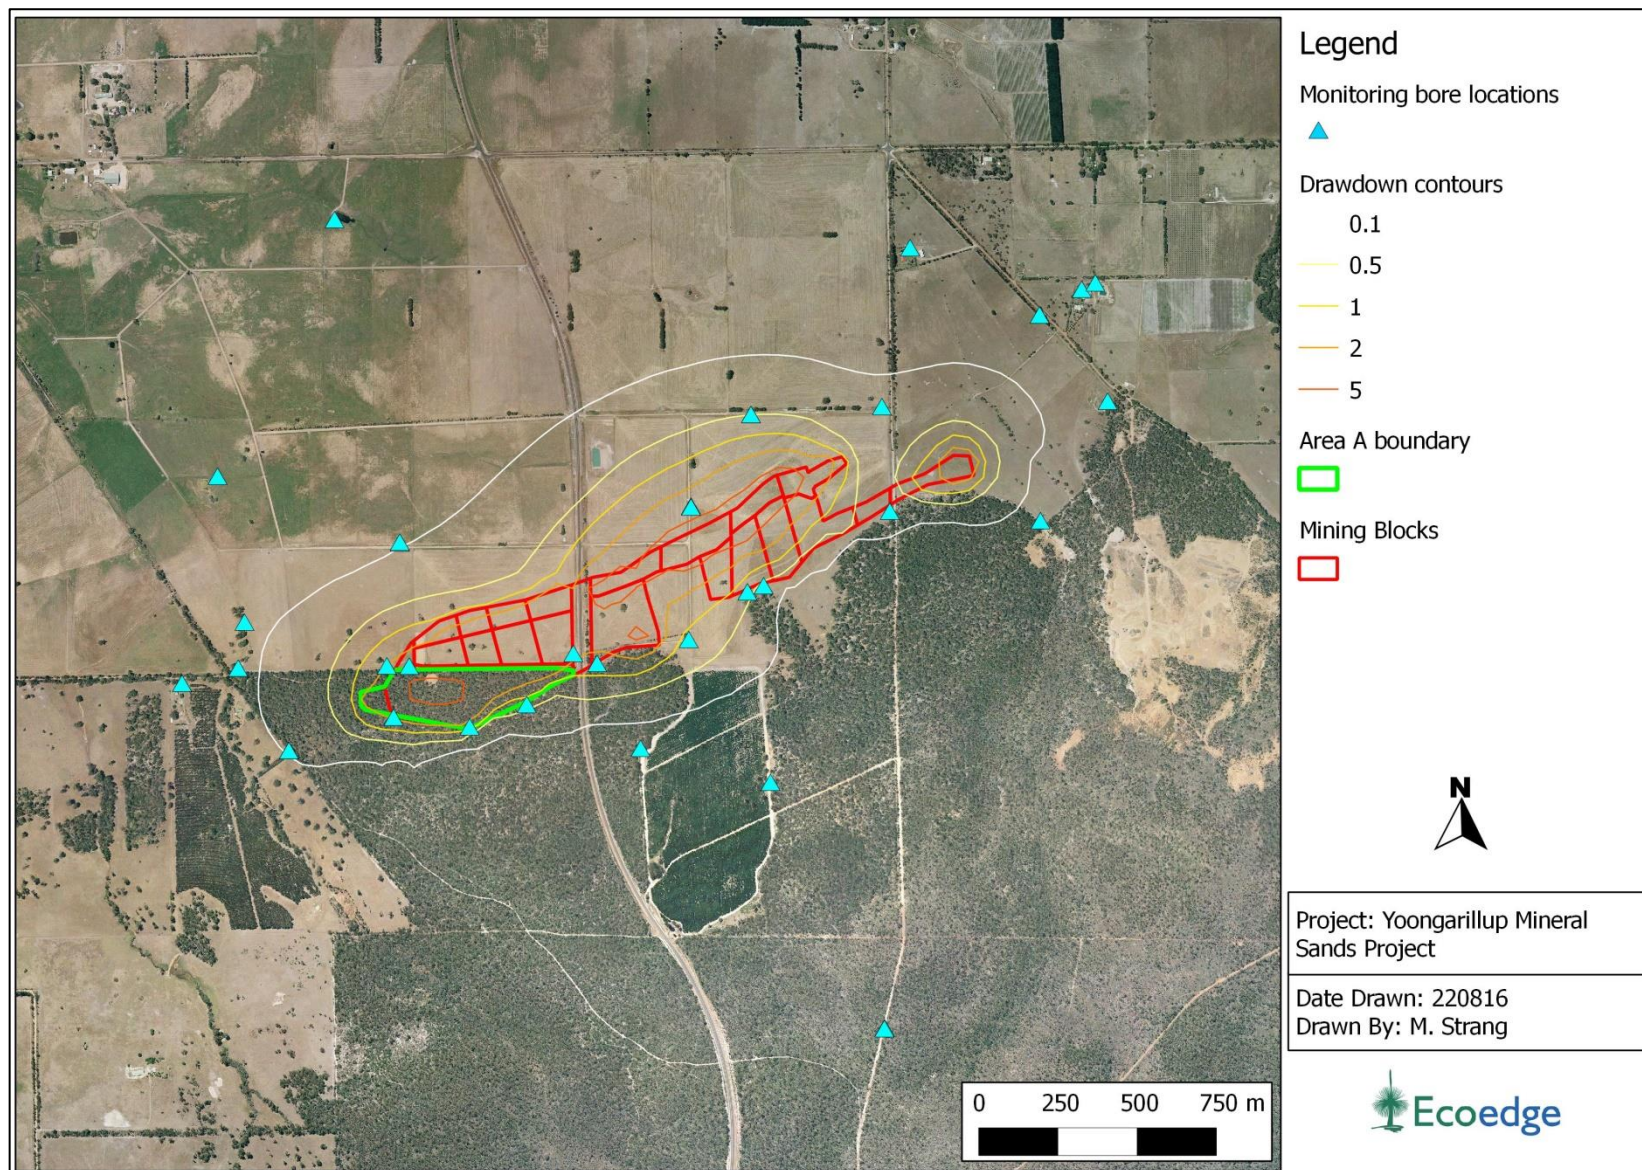 Legend
Monitoring bore locations
Drawdown contours
0.1
0.5
1
2
5
Area A boundary
Mining Blocks
N
Project: Yoongarillup Mineral
Sands Project
Date Drawn: 220816
Drawn By: M. Strang
0 250 500 750 m
Ecoedge